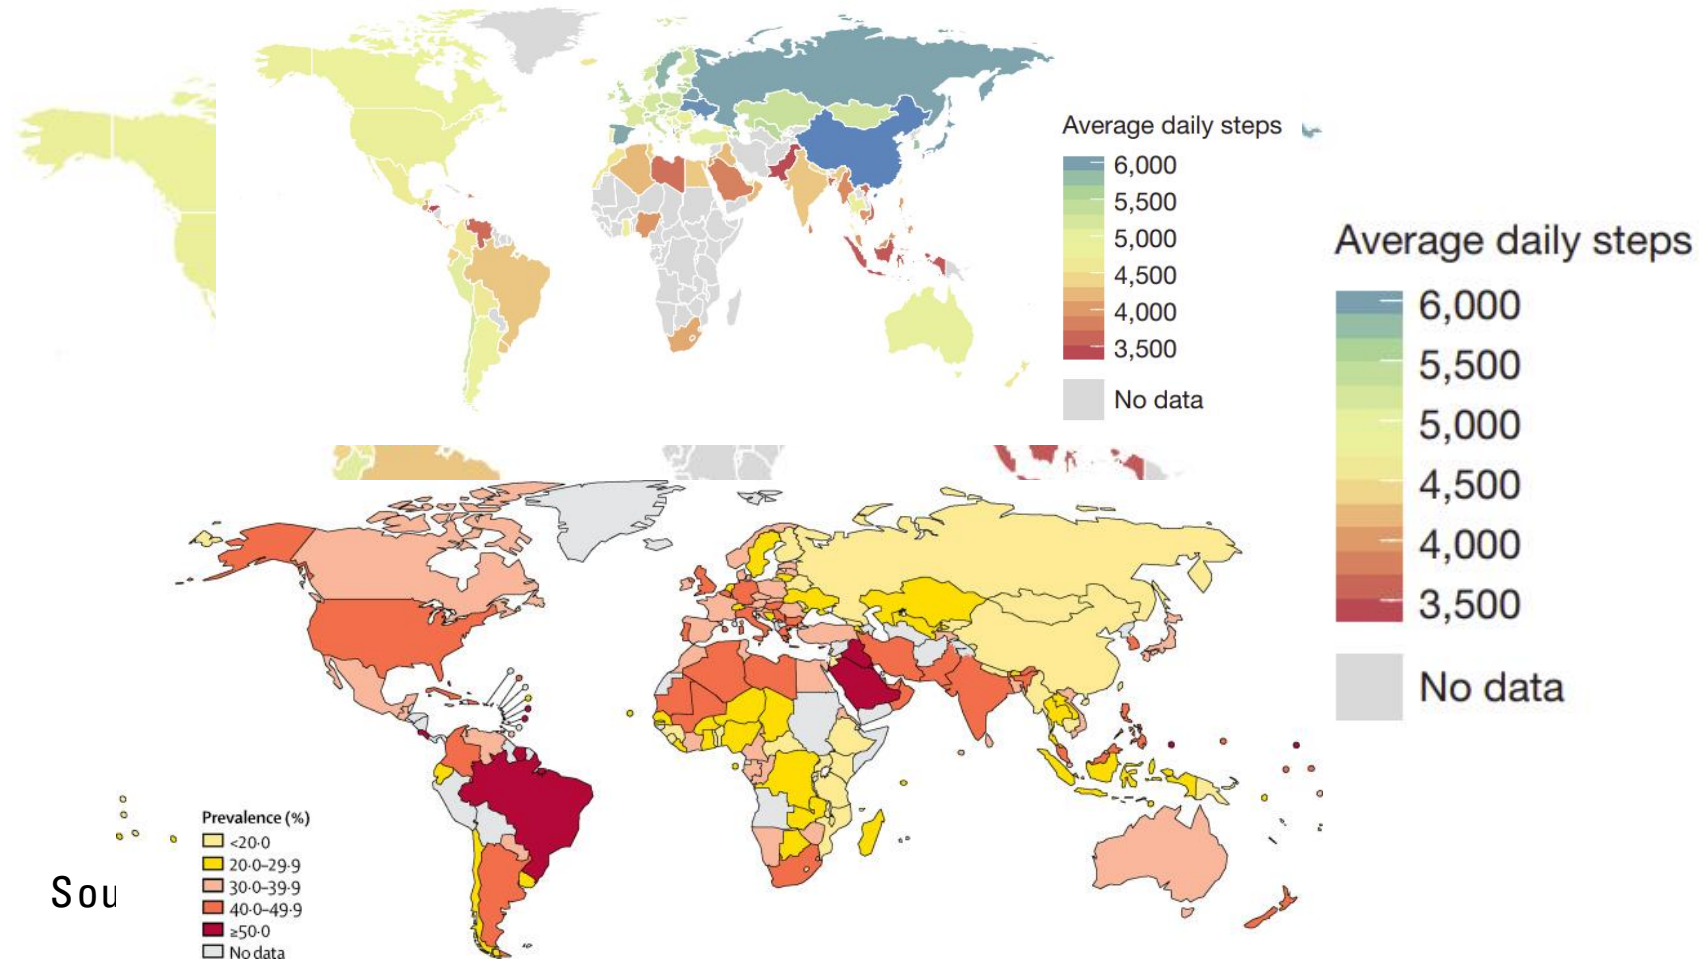 Average daily steps
6,000
5,500
5,000
4,500
4,000
3,500
No data
Average daily steps
6,000
5,500
5,000
4,500
4,000
3,500
No data
Prevalence (%)
<20·0
20·0–29·9
30·0–39·9
40·0–49·9
≥50·0
No data
Sou